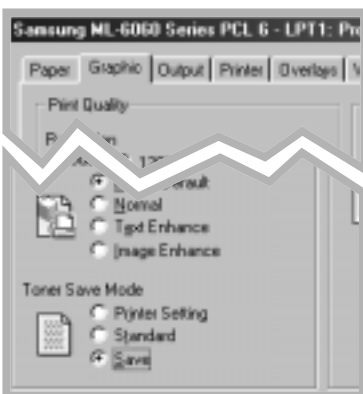 Samsung ML-6060 Series PCL 6 - LPT1:
Paper Graphic Output Printer Overlays
Print Quality
Normal
Text Enhance
Image Enhance
Toner Save Mode
Printer Setting
Standard
Save